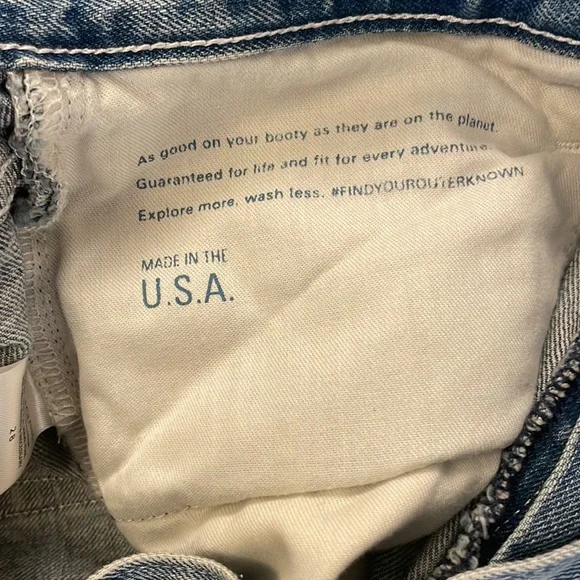 As good on your booty as they are on the planet.
Guaranteed for life and fit for every adventure.
Explore more, wash less. #FINDYOUROUTERKNOWN
MADE IN THE
U.S.A.
28